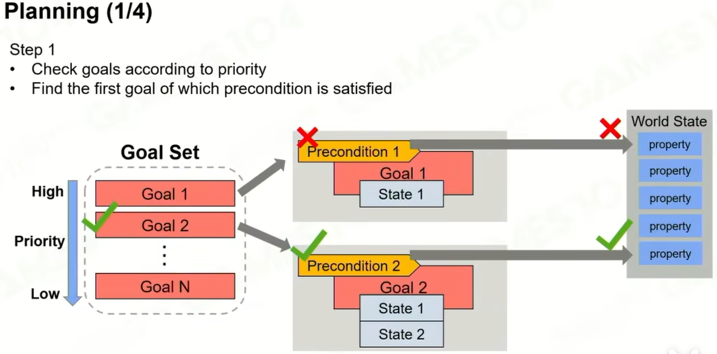 Planning (1/4)
Step 1
• Check goals according to priority
• Find the first goal of which precondition is satisfied
Goal Set
High
Priority
Low
Goal 1
Goal 2
Goal N
Precondition 1
Goal 1
State 1
Precondition 2
Goal 2
State 1
State 2
World State
property
property
property
property
property
GAMES104